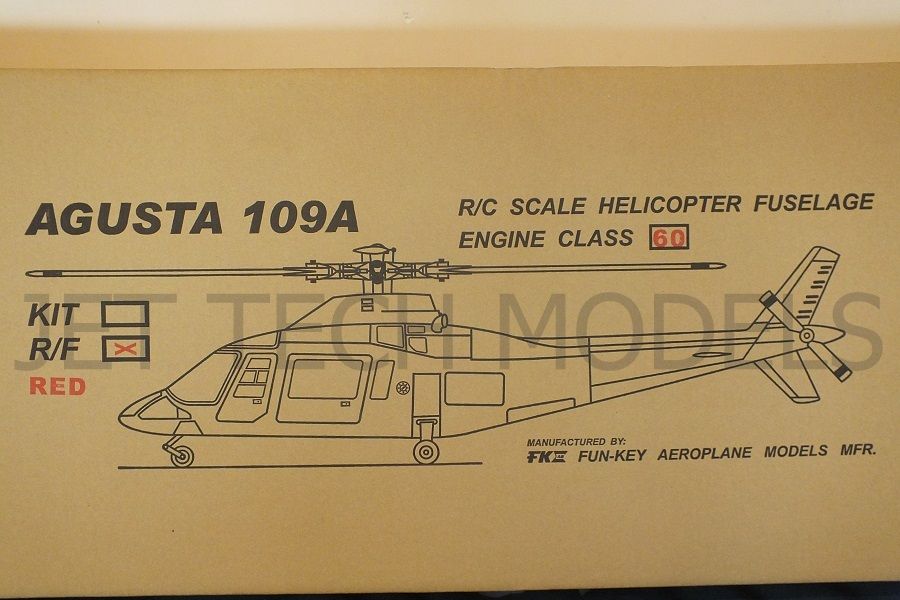 AGUSTA 109A
R/C SCALE HELICOPTER FUSELAGE
ENGINE CLASS 60
KIT
R/F X
RED
JET TECH MODELS
MANUFACTURED BY:
FK FUN-KEY AEROPLANE MODELS MFR.